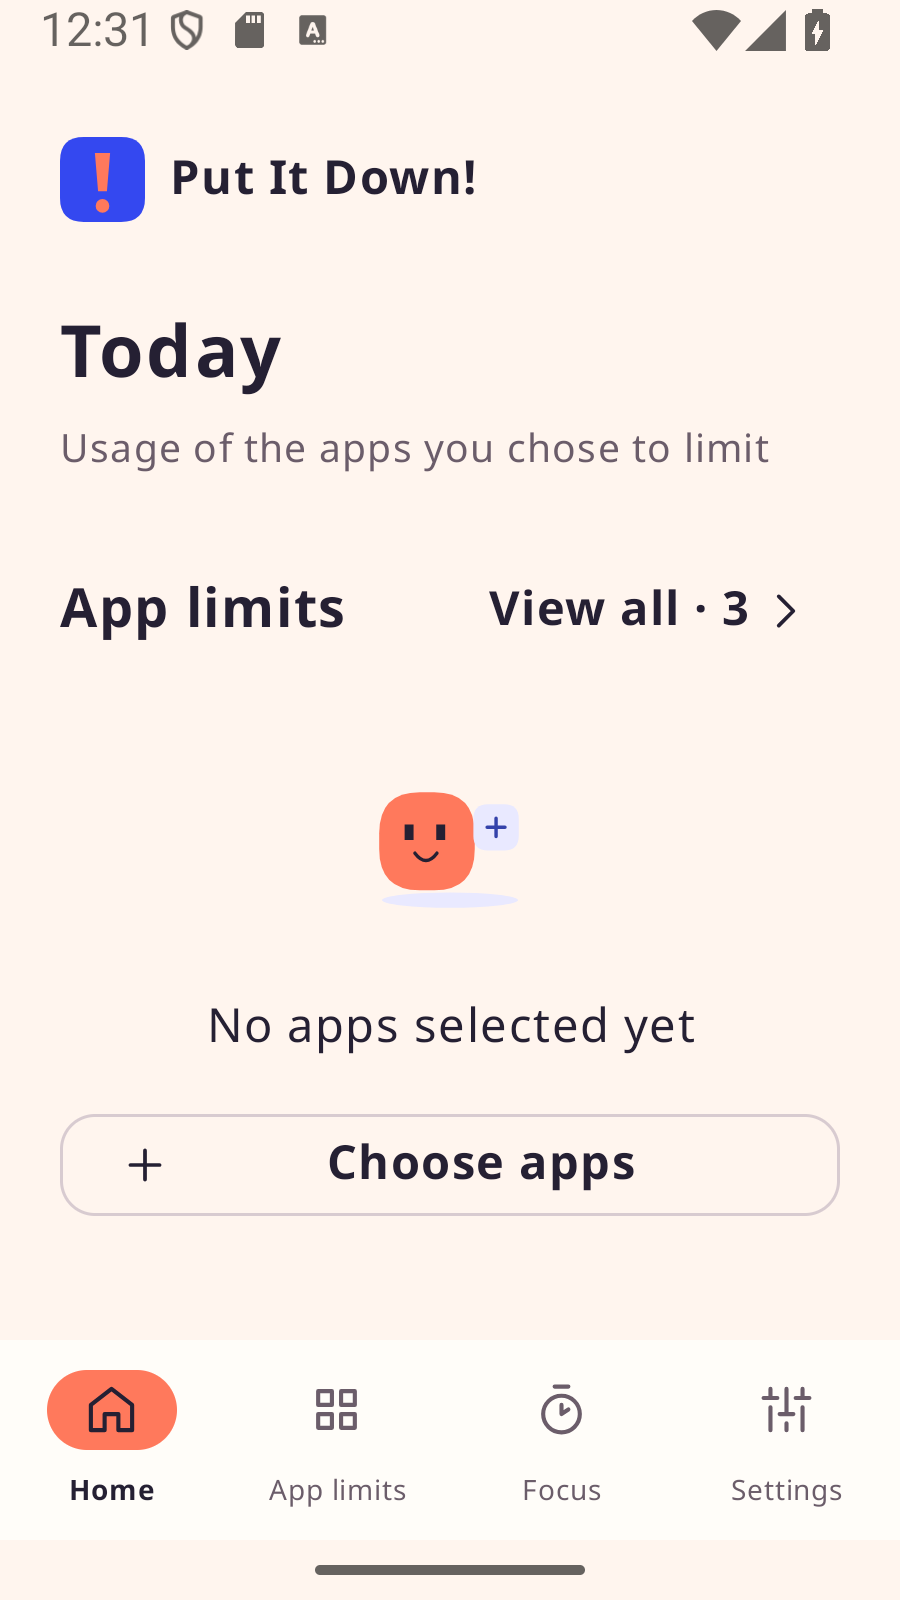 12:31
Put It Down!
Today
Usage of the apps you chose to limit
App limits
View all · 3
No apps selected yet
Choose apps
Home
App limits
Focus
Settings